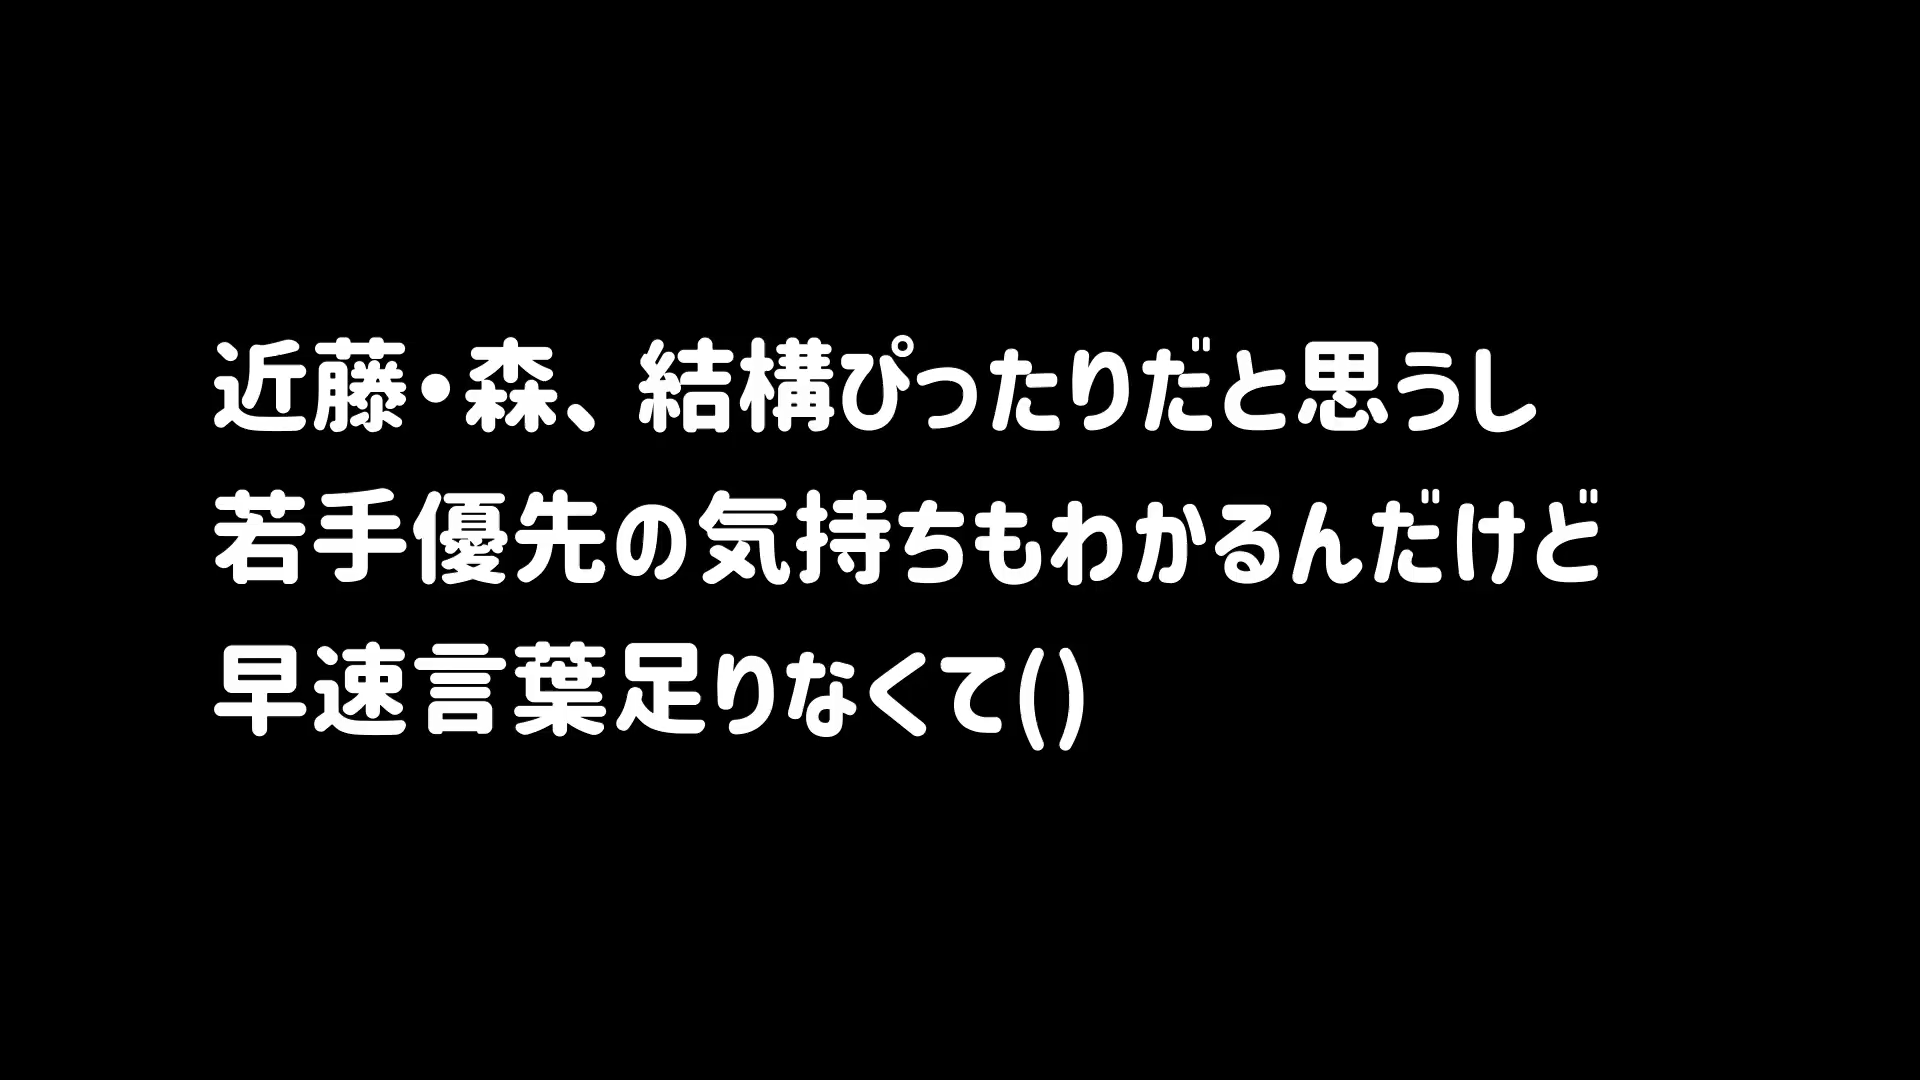 近藤・森、結構ぴったりだと思うし
若手優先の気持ちもわかるんだけど
早速言葉足りなくて()